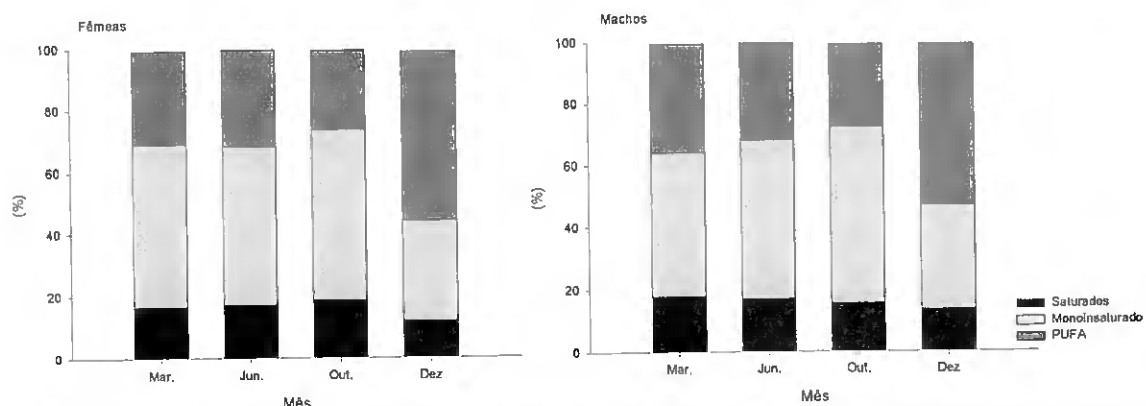 Fêmeas
100
80
60
40
20
0
(%)
Mar.
Jun.
Out.
Dez
Mês
Machos
100
80
60
40
20
0
(%)
Mar.
Jun.
Out.
Dez
Mês
Saturados
Monoinsaturado
PUFA